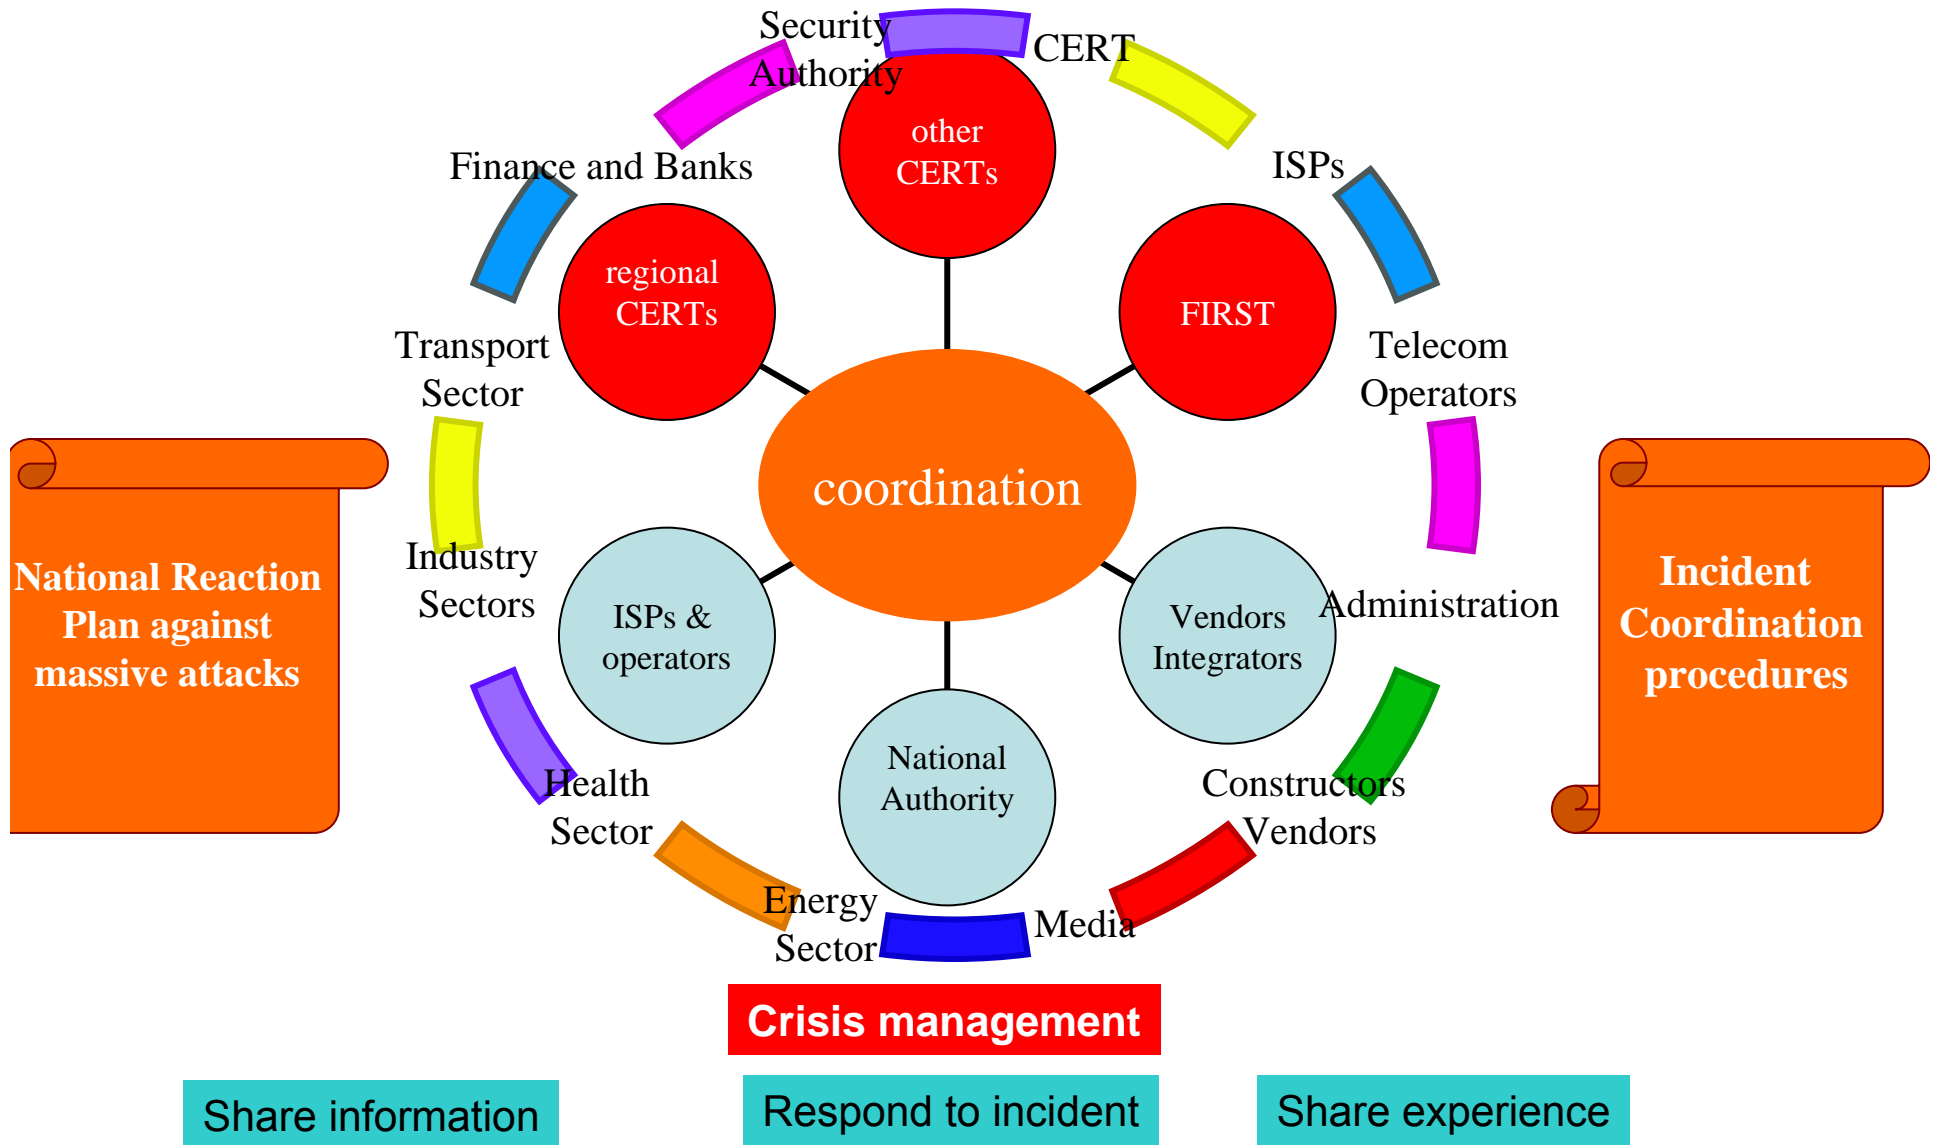 Security
Authority
CERT
other
CERTs
Finance and Banks
ISPs
regional
CERTs
FIRST
Transport
Sector
Telecom
Operators
coordination
National Reaction
Plan against
massive attacks
Industry
Sectors
ISPs &
operators
Vendors
Integrators
Administration
Incident
Coordination
procedures
National
Authority
Health
Sector
Constructors
Vendors
Energy
Sector
Media
Crisis management
Share information
Respond to incident
Share experience